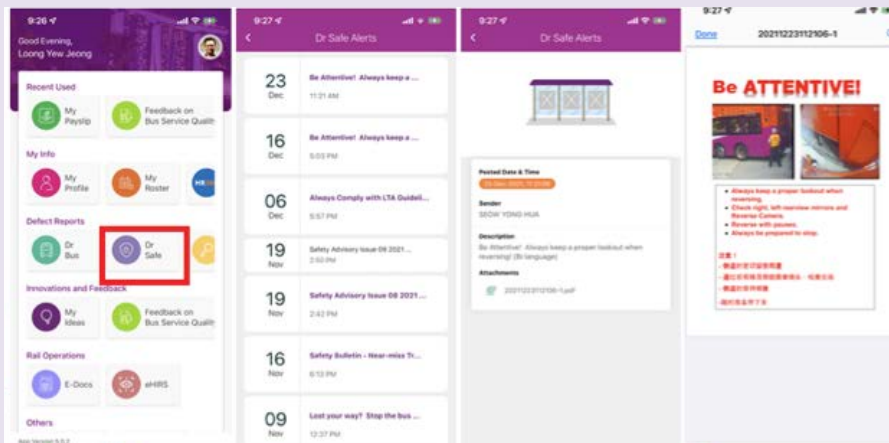 9:26
Good Evening,
Loong Yew Jeong
Recent Used
My
Payslip
Feedback on
Bus Service Quality
My Info
My
Profile
My
Roster
Defect Reports
Dr
Bus
Dr
Safe
Innovations and Feedback
My
Ideas
Feedback on
Bus Service Quality
Rail Operations
E-Docs
eHIRS
Others
9:27
Dr Safe Alerts
23
Dec
Be Attentive! Always keep a ...
11:21 AM
16
Dec
Be Attentive! Always keep a ...
5:03 PM
06
Dec
Always Comply with LTA Guideli...
5:57 PM
19
Nov
Safety Advisory Issue 09 2021...
2:50 PM
19
Nov
Safety Advisory Issue 08 2021 ...
2:42 PM
16
Nov
Safety Bulletin - Near-miss Tr...
6:13 PM
09
Nov
Lost your way? Stop the bus ...
12:37 PM
9:27
Dr Safe Alerts
Posted Date & Time
Sender
SEOW YONG HUA
Description
Be Attentive! Always keep a proper lookout when
reversing! (Bi language)
Attachments
20211223112106-1.pdf
9:27
Done
20211223112106-1
Be ATTENTIVE!
• Always keep a proper lookout when
reversing.
• Check right, left rearview mirrors and
Reverse Camera.
• Reverse with pauses.
• Always be prepared to stop.